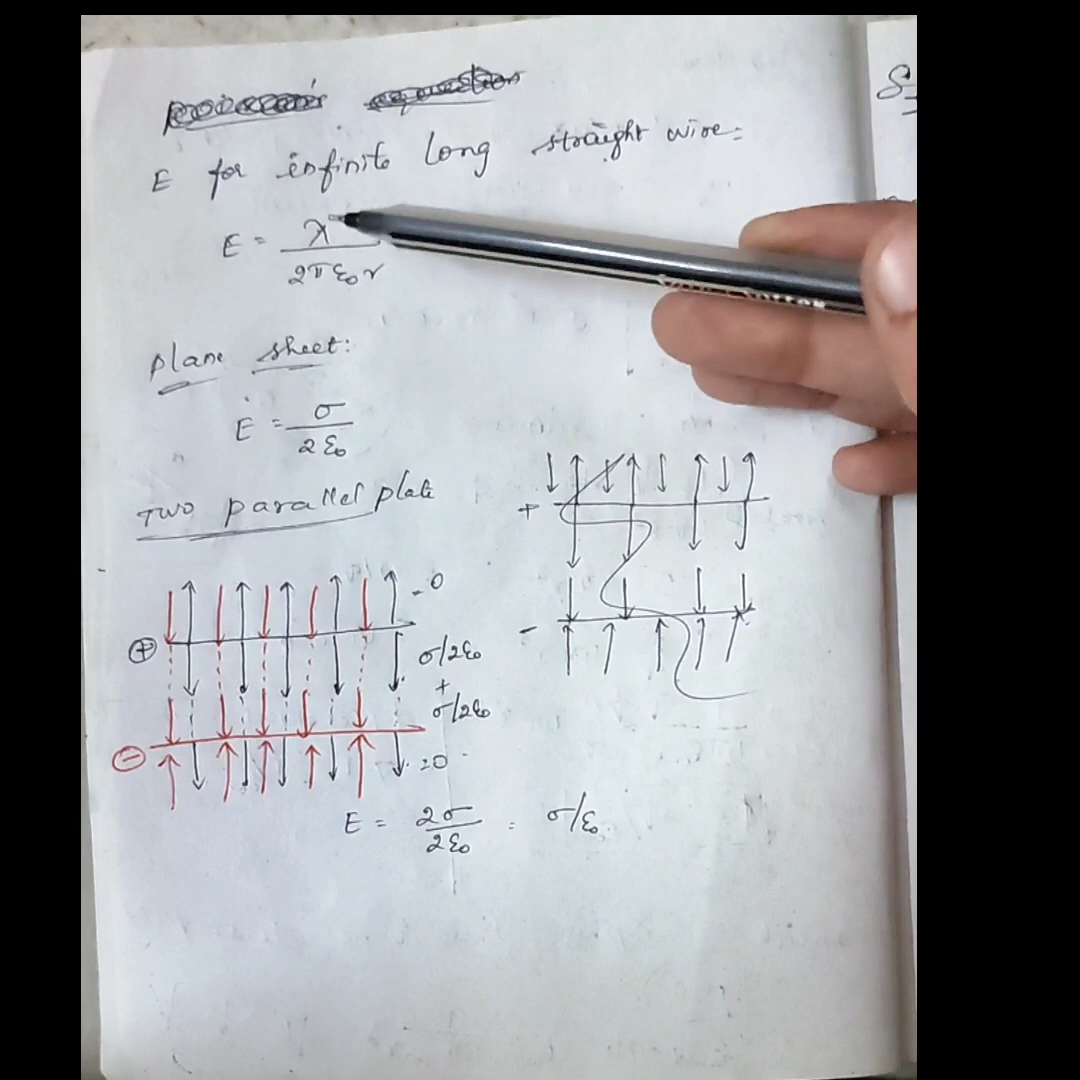 E for infinite long straight wire:
E = λ / 2πε₀r
plane sheet:
E = σ / 2ε₀
TWO parallel plate
+
-
- 0
⊕
σ/2ε₀
+
σ/2ε₀
⊖
=0
E = 2σ / 2ε₀ = σ/ε₀
S